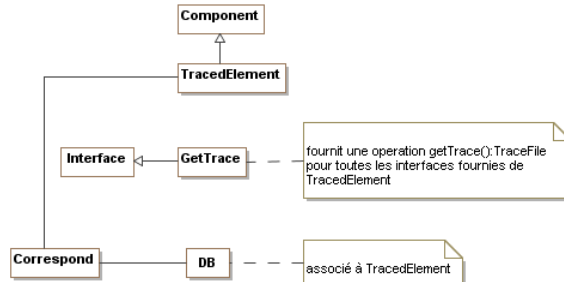 Component
TracedElement
Interface
GetTrace
fournit une operation getTrace():TraceFile
pour toutes les interfaces fournies de
TracedElement
Correspond
DB
associé à TracedElement